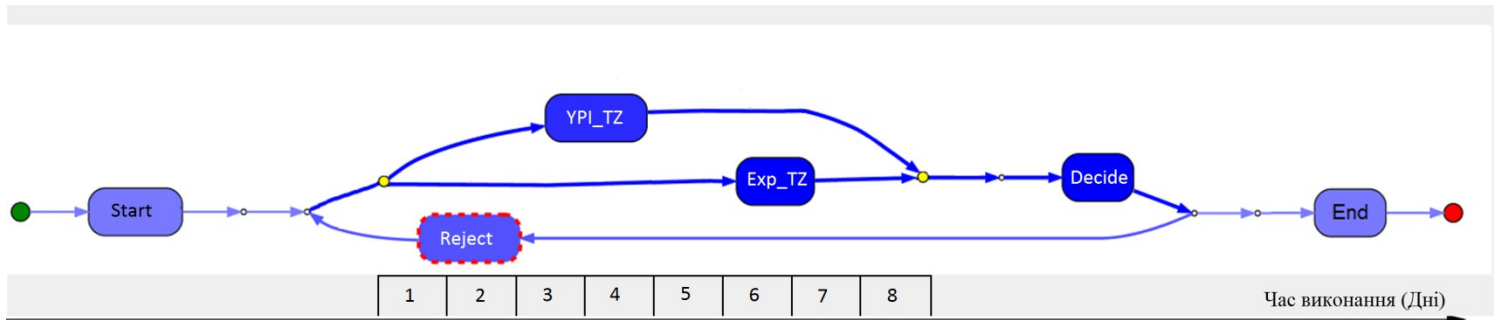 YPI_TZ
Exp_TZ
Decide
Start
End
Reject
1 2 3 4 5 6 7 8
Час виконання (Дні)